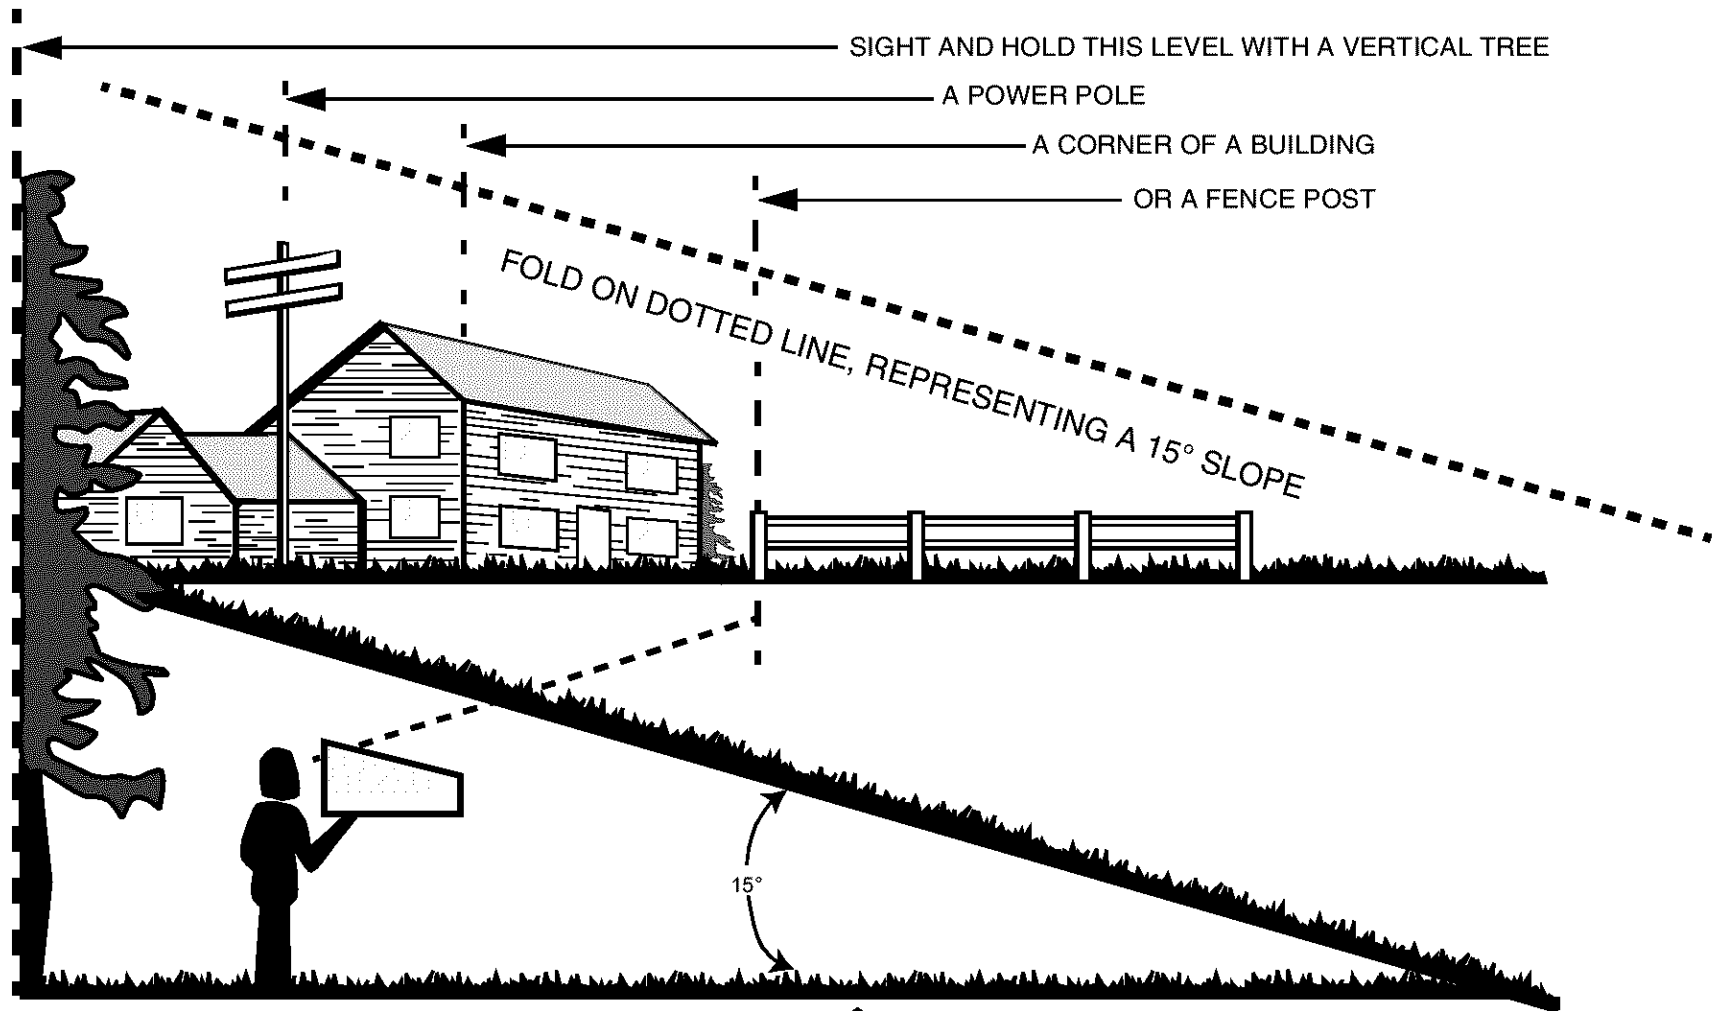 SIGHT AND HOLD THIS LEVEL WITH A VERTICAL TREE
A POWER POLE
A CORNER OF A BUILDING
OR A FENCE POST
FOLD ON DOTTED LINE, REPRESENTING A 15° SLOPE
15°